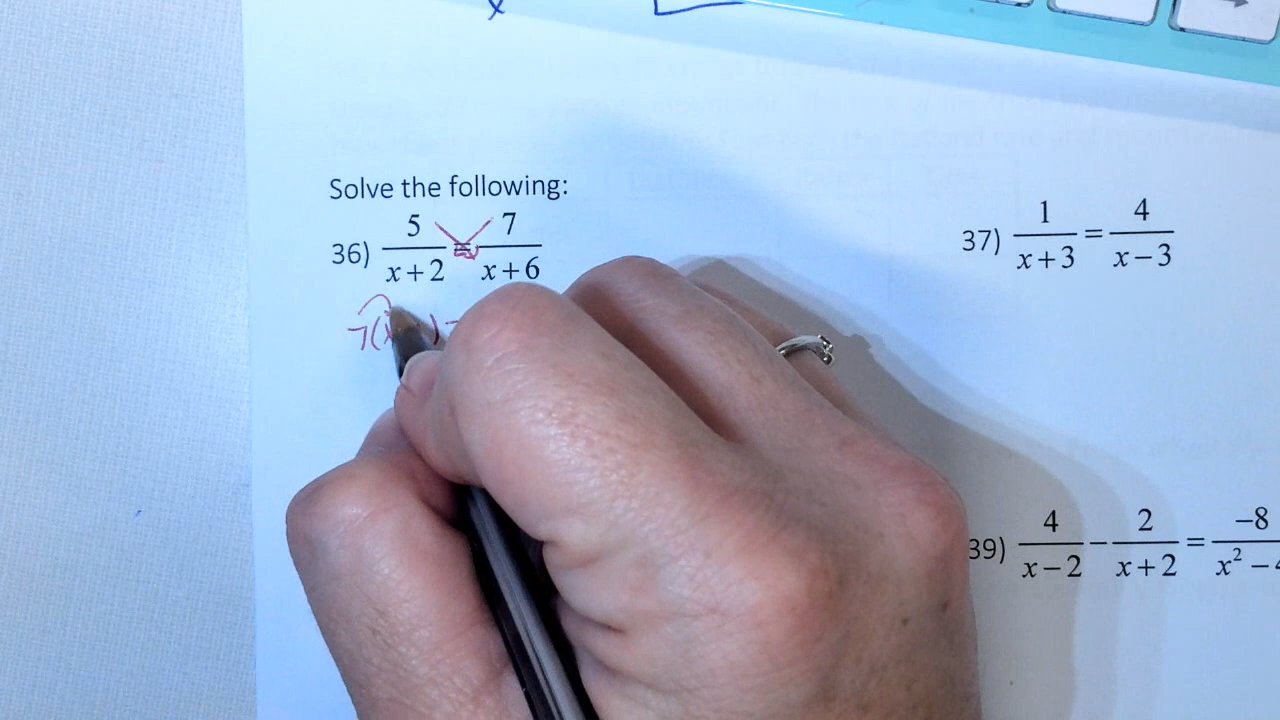 x
Solve the following:
36) 5/(x+2) = 7/(x+6)
37) 1/(x+3) = 4/(x−3)
7(x ) =
39) 4/(x−2) − 2/(x+2) = −8/(x² −